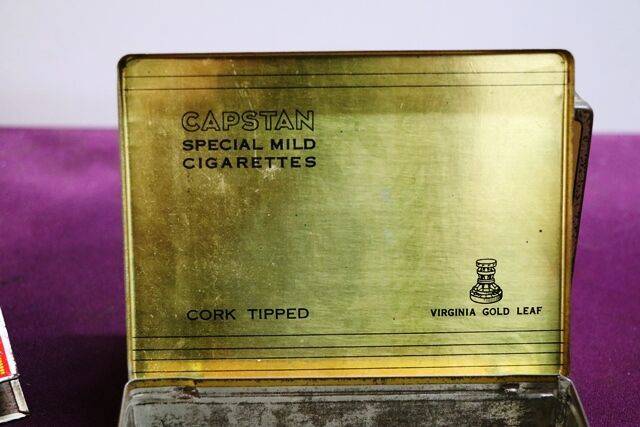 CAPSTAN
SPECIAL MILD
CIGARETTES
CORK TIPPED
VIRGINIA GOLD LEAF